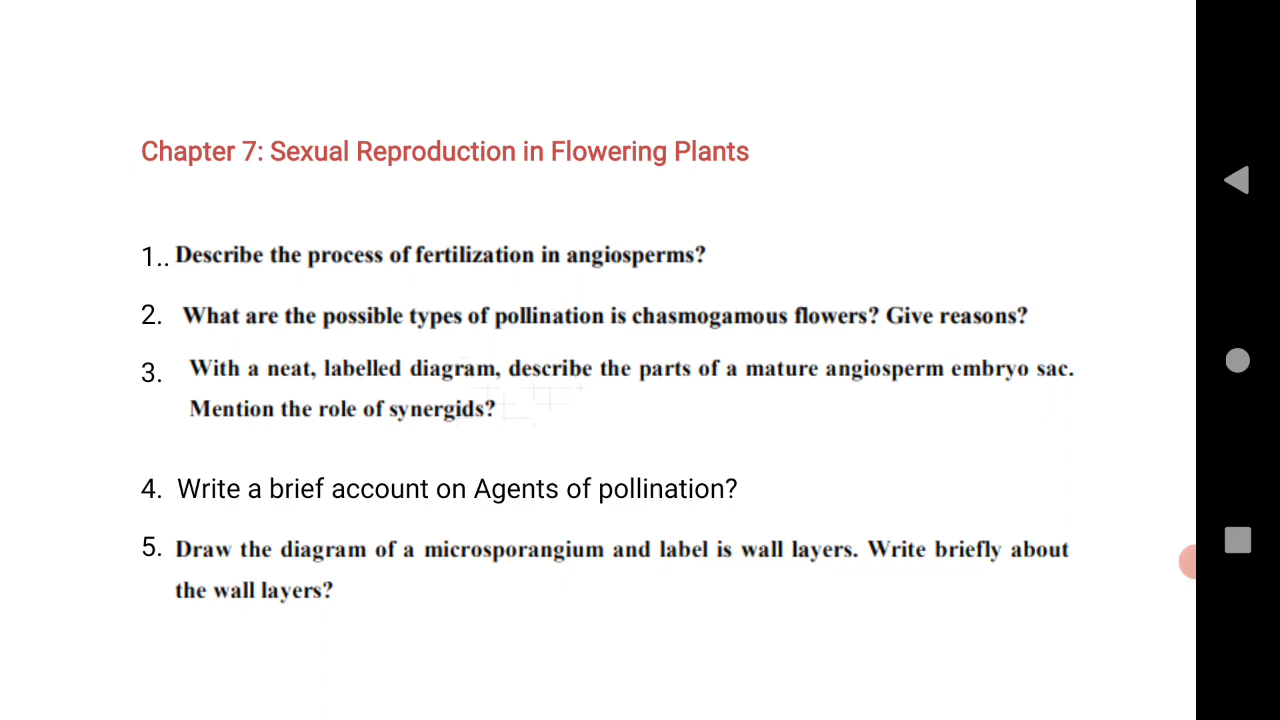 Chapter 7: Sexual Reproduction in Flowering Plants
1.. Describe the process of fertilization in angiosperms?
2. What are the possible types of pollination is chasmogamous flowers? Give reasons?
3. With a neat, labelled diagram, describe the parts of a mature angiosperm embryo sac.
Mention the role of synergids?
4. Write a brief account on Agents of pollination?
5. Draw the diagram of a microsporangium and label is wall layers. Write briefly about
the wall layers?